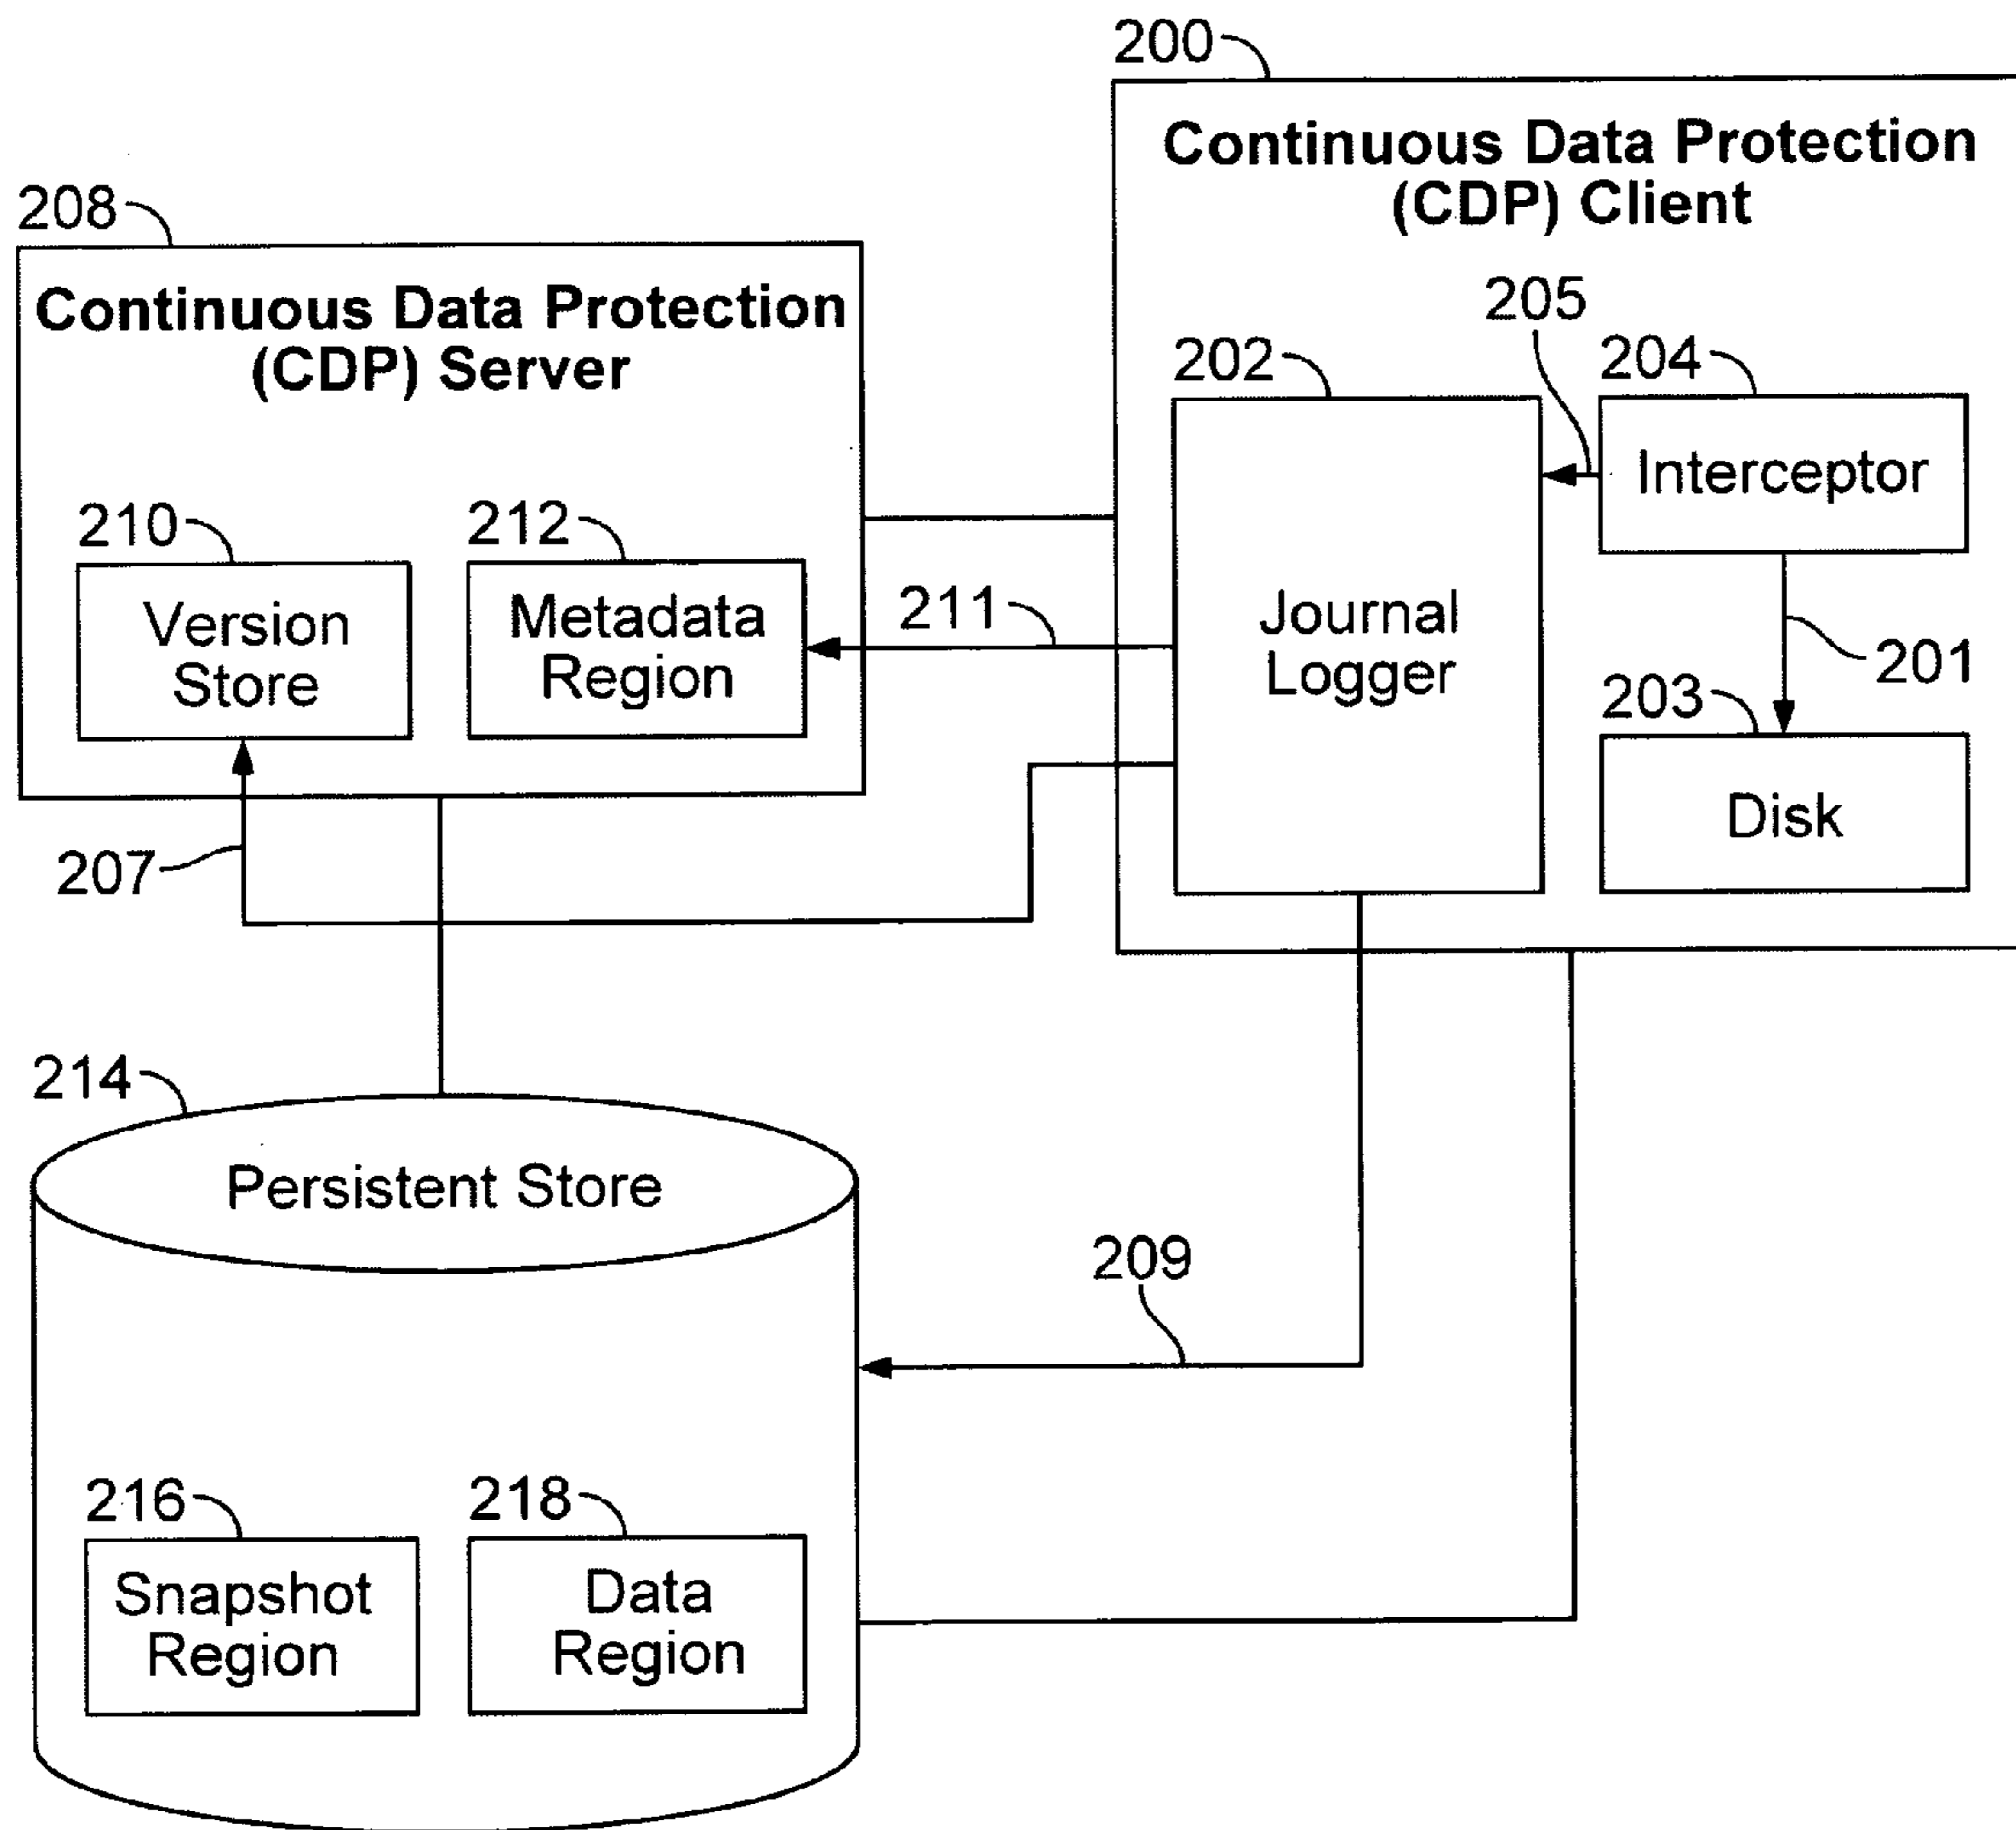 200
Continuous Data Protection
(CDP) Client
208
Continuous Data Protection
(CDP) Server
205
202
204
Interceptor
210
212
Version
Store
Metadata
Region
211
Journal
Logger
201
203
Disk
207
214
Persistent Store
209
216
218
Snapshot
Region
Data
Region